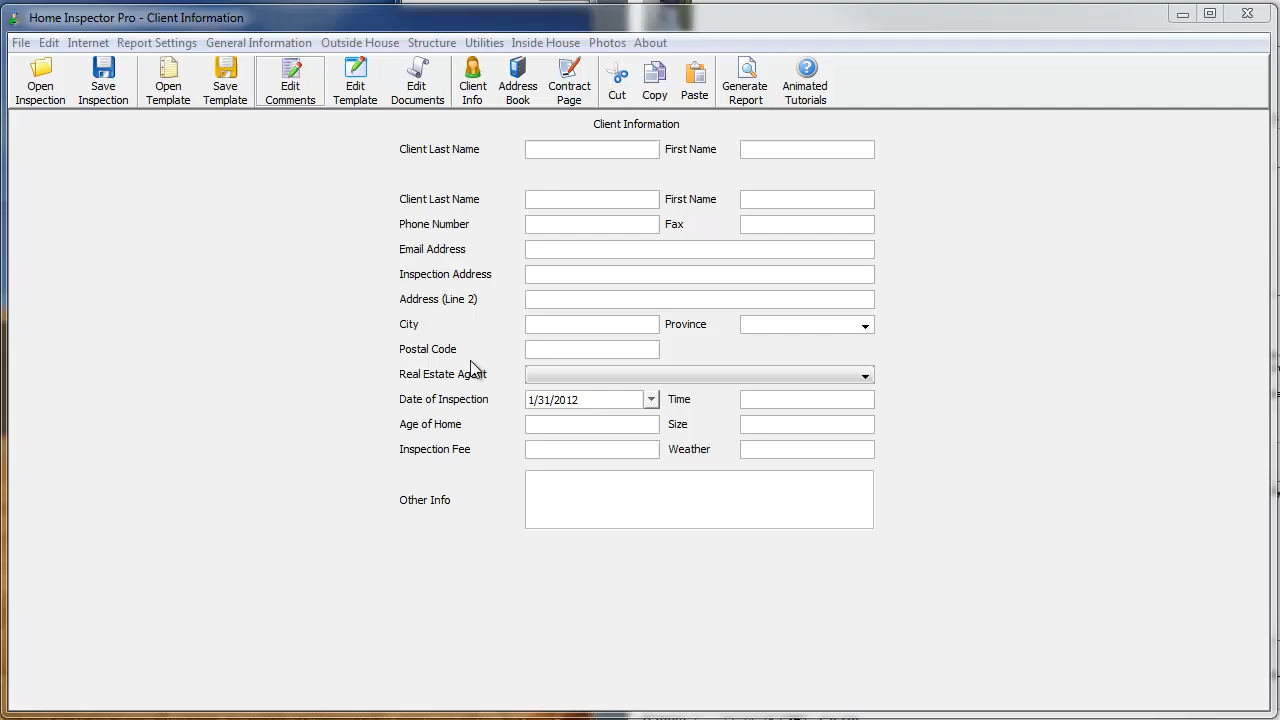 Home Inspector Pro - Client Information
File Edit Internet Report Settings General Information Outside House Structure Utilities Inside House Photos About
Open Inspection
Save Inspection
Open Template
Save Template
Edit Comments
Edit Template
Edit Documents
Client Info
Address Book
Contract Page
Cut
Copy
Paste
Generate Report
Animated Tutorials
Client Information
Client Last Name First Name
Client Last Name First Name
Phone Number Fax
Email Address
Inspection Address
Address (Line 2)
City Province
Postal Code
Real Estate Agent
Date of Inspection 1/31/2012 Time
Age of Home Size
Inspection Fee Weather
Other Info